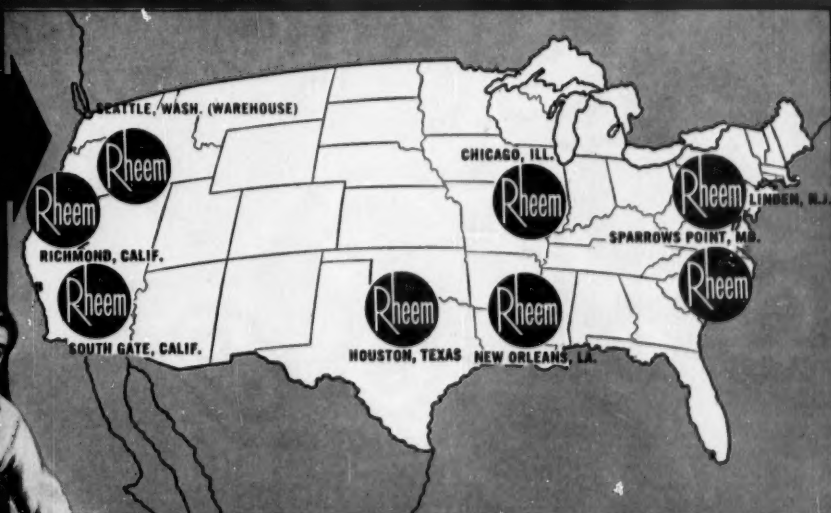 SEATTLE, WASH. (WAREHOUSE)
Rheem
Rheem
RICHMOND, CALIF.
Rheem
SOUTH GATE, CALIF.
CHICAGO, ILL.
Rheem
Rheem
LINDEN, N.J.
SPARROWS POINT, MD.
Rheem
Rheem
HOUSTON, TEXAS
Rheem
NEW ORLEANS, LA.